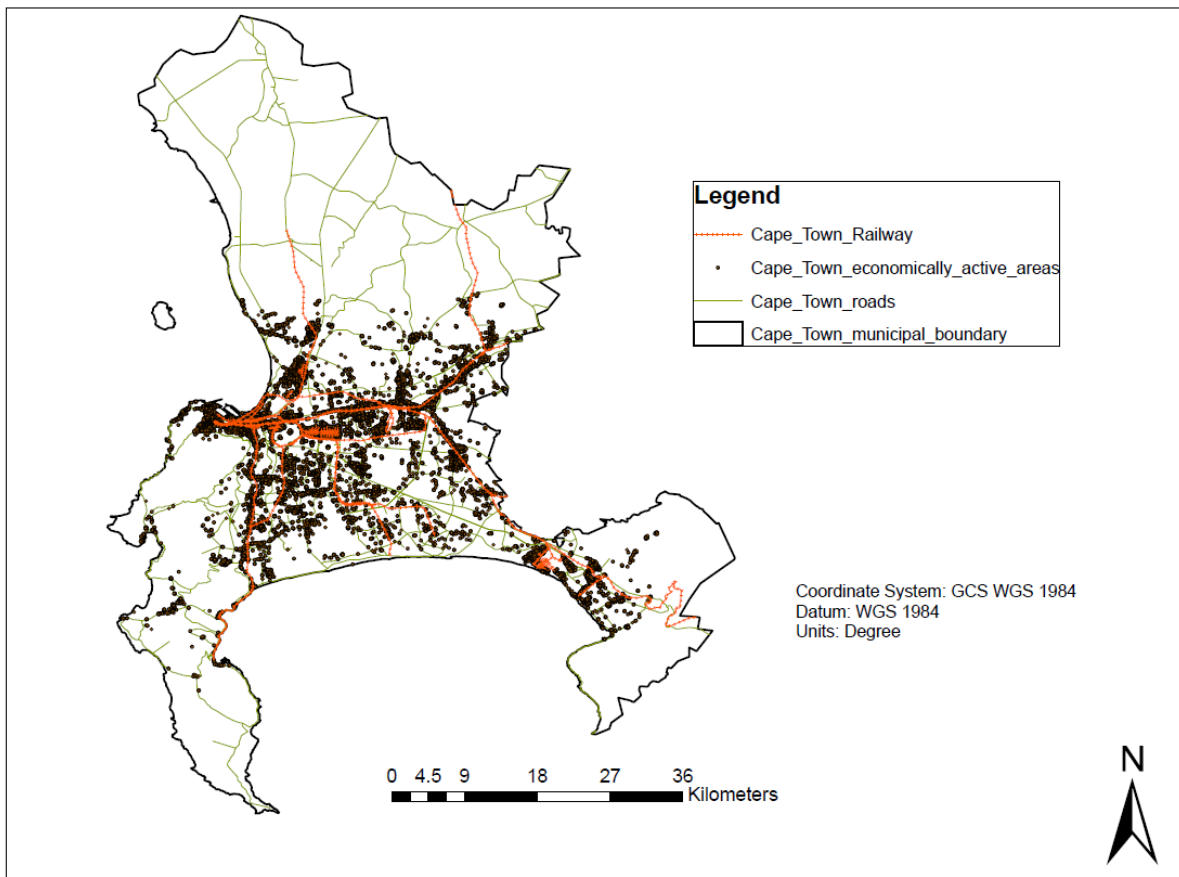 Legend
Cape_Town_Railway
Cape_Town_economically_active_areas
Cape_Town_roads
Cape_Town_municipal_boundary
Coordinate System: GCS WGS 1984
Datum: WGS 1984
Units: Degree
N
0 4.5 9 18 27 36
Kilometers